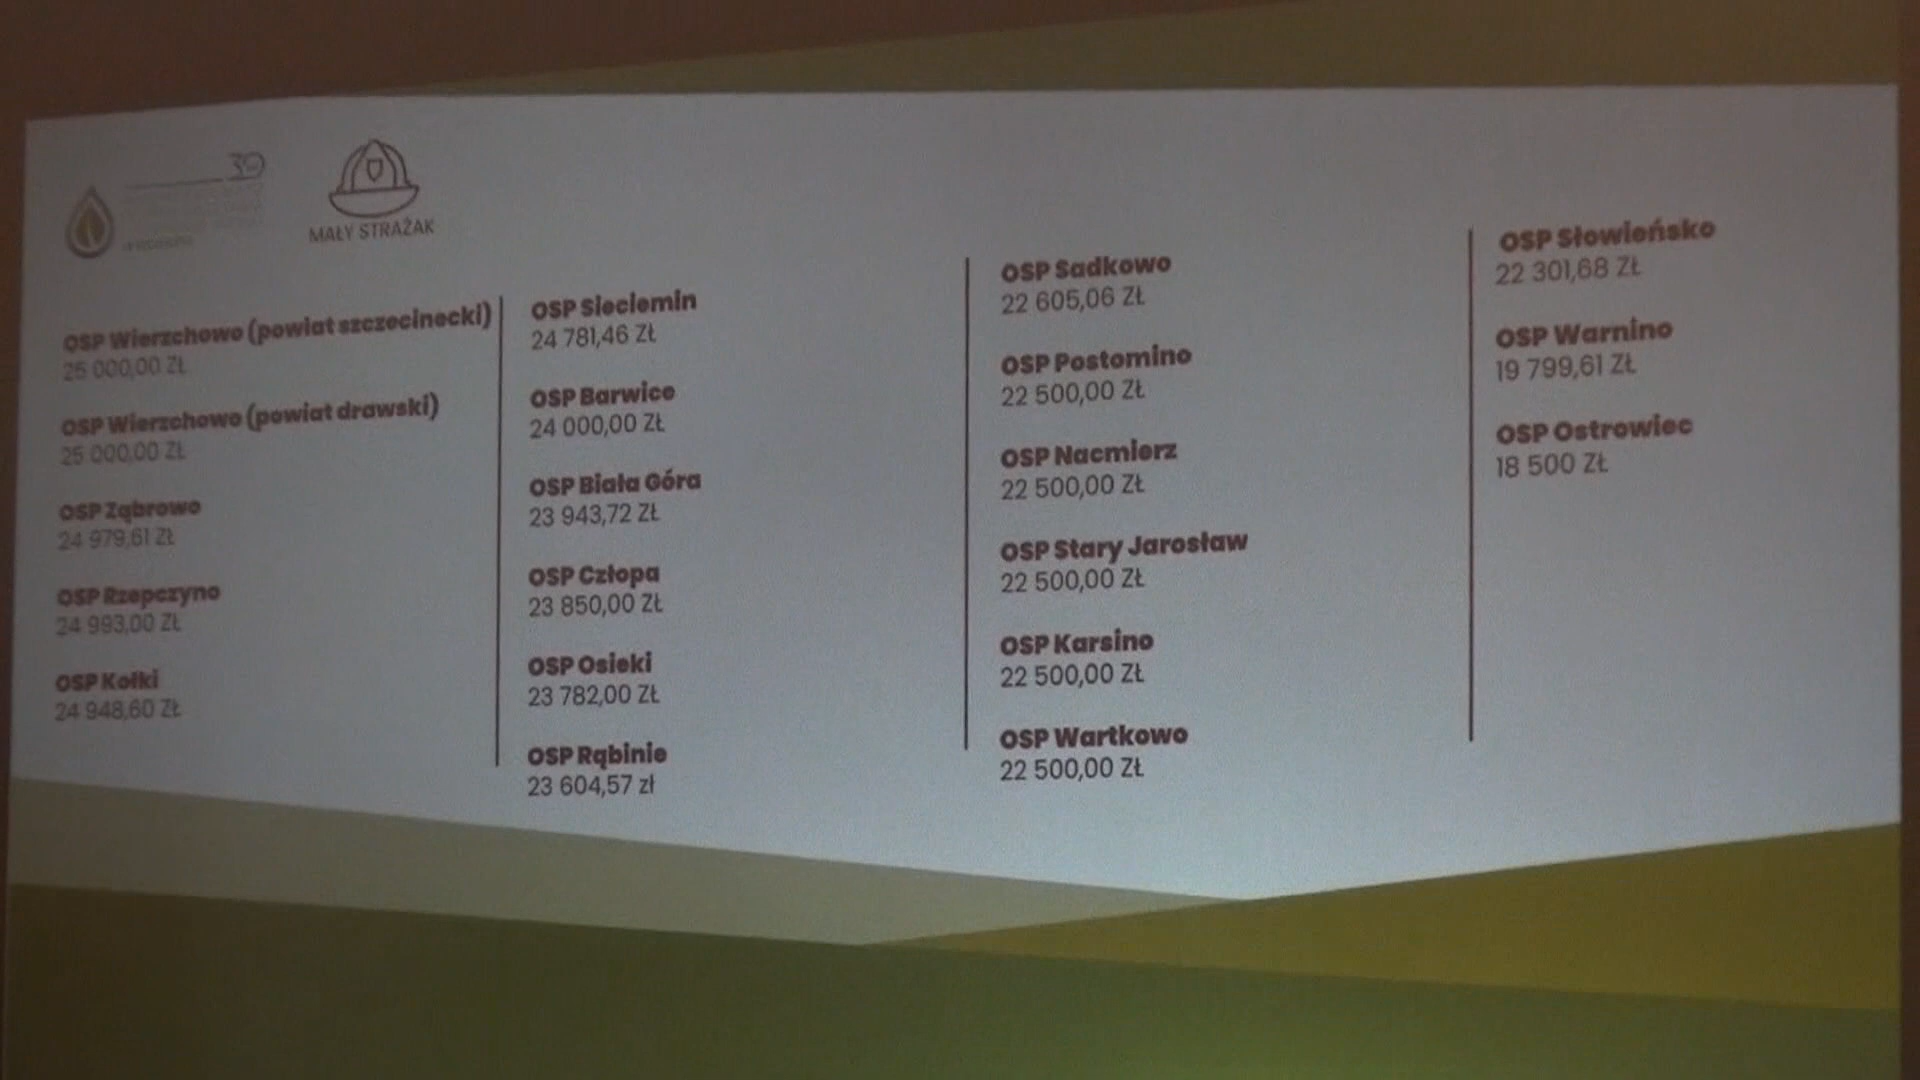 39
MAŁY STRAŻAK
OSP Wierzchowo (powiat szczecinecki)
25 000,00 ZŁ
OSP Wierzchowo (powiat drawski)
25 000,00 ZŁ
OSP Ząbrowo
24 979,61 ZŁ
OSP Rzepczyno
24 993,00 ZŁ
OSP Kołki
24 948,60 ZŁ
OSP Sieciemin
24 781,46 ZŁ
OSP Barwice
24 000,00 ZŁ
OSP Biała Góra
23 943,72 ZŁ
OSP Człopa
23 850,00 ZŁ
OSP Osieki
23 782,00 ZŁ
OSP Rąbinie
23 604,57 zł
OSP Sadkowo
22 605,06 ZŁ
OSP Postomino
22 500,00 ZŁ
OSP Nacmierz
22 500,00 ZŁ
OSP Stary Jarosław
22 500,00 ZŁ
OSP Karsino
22 500,00 ZŁ
OSP Wartkowo
22 500,00 ZŁ
OSP Słowieńsko
22 301,68 ZŁ
OSP Warnino
19 799,61 ZŁ
OSP Ostrowiec
18 500 ZŁ